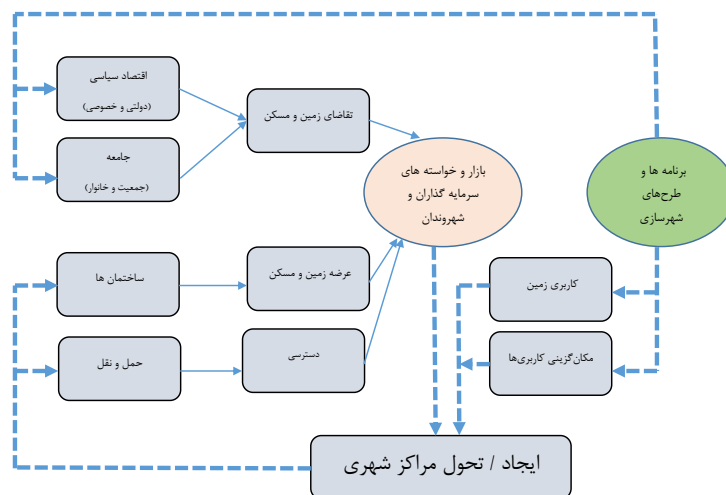 اقتصاد سیاسی
(دولتی و خصوصی)
جامعه
(جمعیت و خانوار)
تقاضای زمین و مسکن
بازار و خواسته های
سرمایه گذاران و
شهروندان
برنامه ها و
طرح‌های
شهرسازی
ساختمان ها
عرضه زمین و مسکن
کاربری زمین
حمل و نقل
دسترسی
مکان‌گزینی کاربری‌ها
ایجاد / تحول مراکز شهری